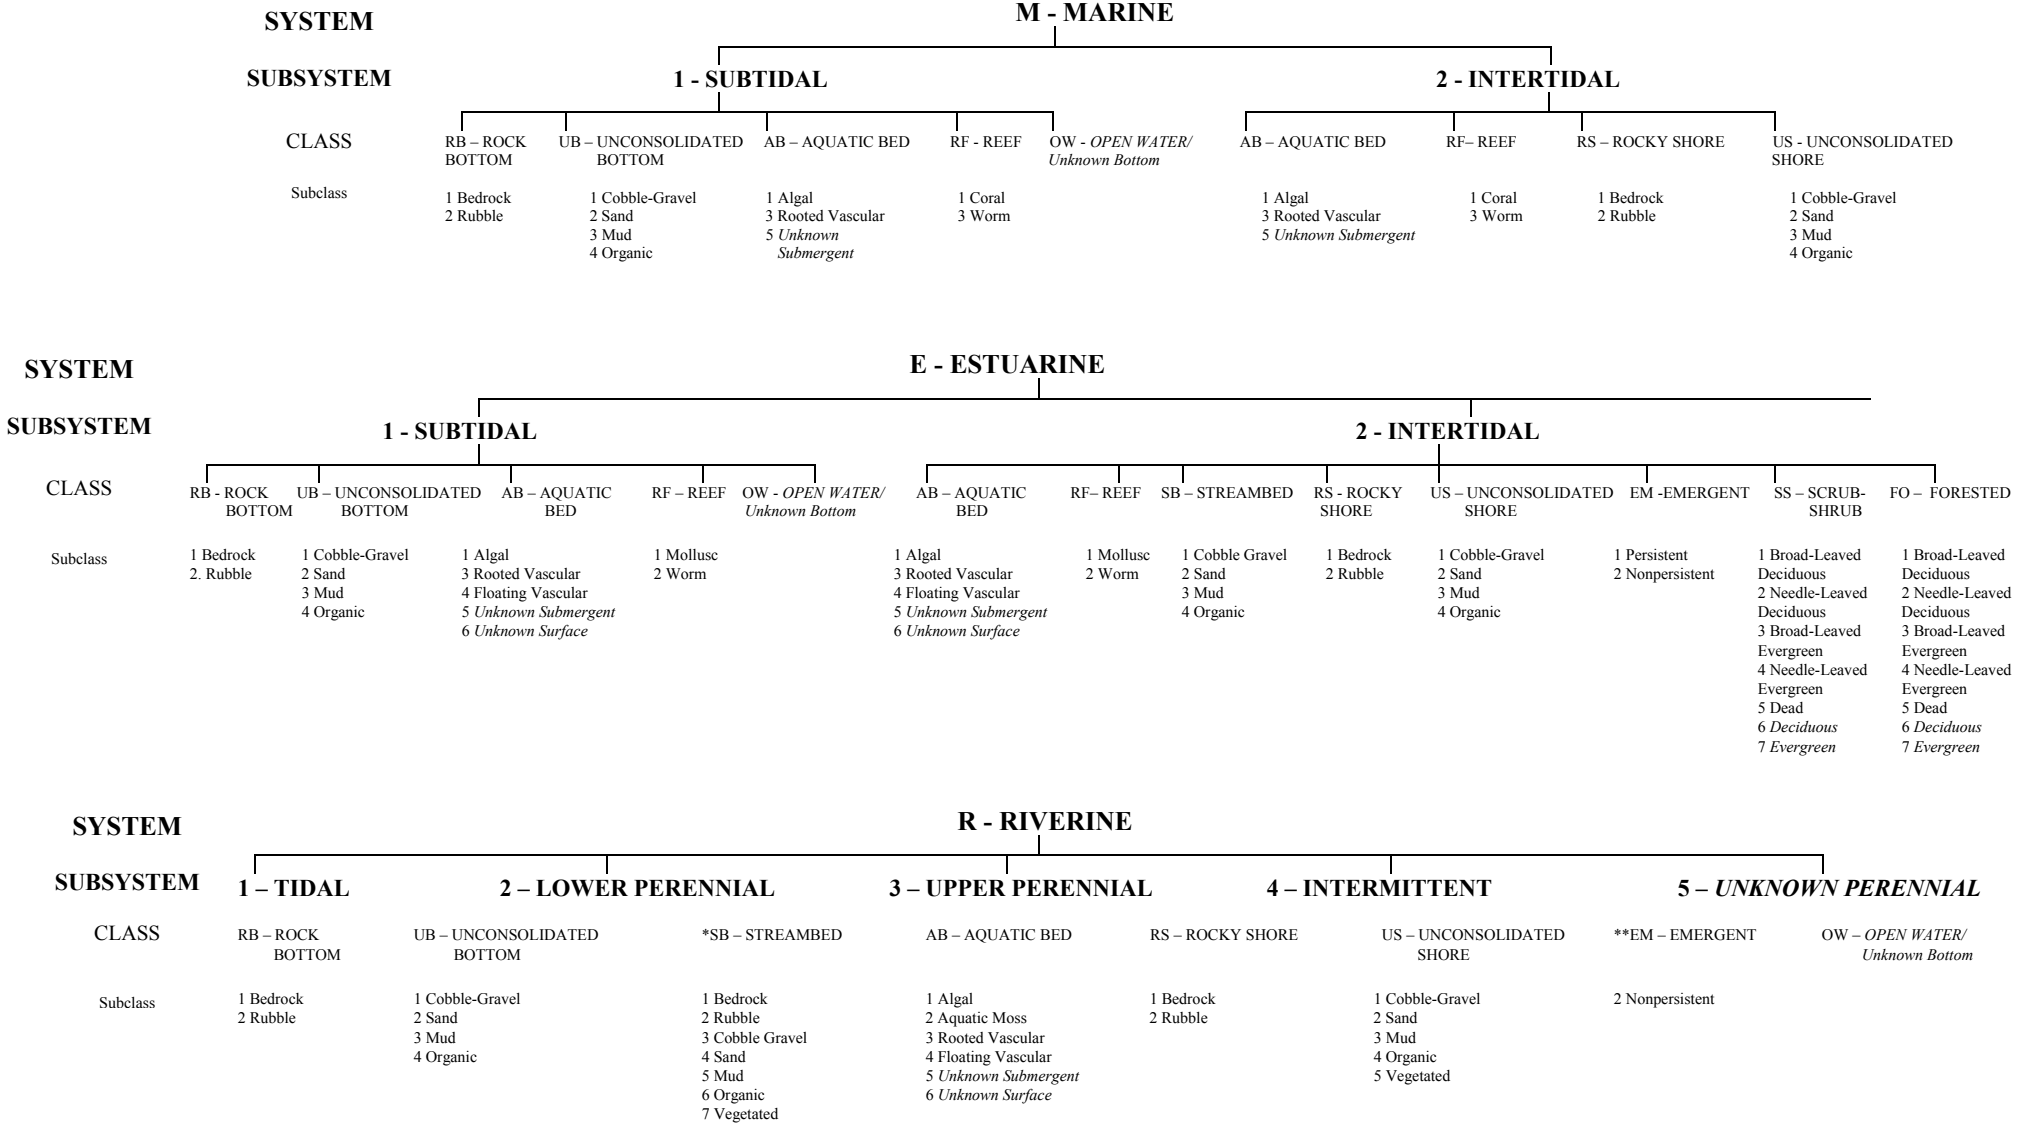 SYSTEM
M - MARINE
SUBSYSTEM
1 - SUBTIDAL
2 - INTERTIDAL
CLASS
RB – ROCK
BOTTOM
UB – UNCONSOLIDATED
BOTTOM
AB – AQUATIC BED
RF - REEF
OW - OPEN WATER/
Unknown Bottom
AB – AQUATIC BED
RF– REEF
RS – ROCKY SHORE
US - UNCONSOLIDATED
SHORE
Subclass
1 Bedrock
2 Rubble
1 Cobble-Gravel
2 Sand
3 Mud
4 Organic
1 Algal
3 Rooted Vascular
5 Unknown
Submergent
1 Coral
3 Worm
1 Algal
3 Rooted Vascular
5 Unknown Submergent
1 Coral
3 Worm
1 Bedrock
2 Rubble
1 Cobble-Gravel
2 Sand
3 Mud
4 Organic
SYSTEM
E - ESTUARINE
SUBSYSTEM
1 - SUBTIDAL
2 - INTERTIDAL
CLASS
RB - ROCK
BOTTOM
UB – UNCONSOLIDATED
BOTTOM
AB – AQUATIC
BED
RF – REEF
OW - OPEN WATER/
Unknown Bottom
AB – AQUATIC
BED
RF– REEF
SB – STREAMBED
RS - ROCKY
SHORE
US – UNCONSOLIDATED
SHORE
EM -EMERGENT
SS – SCRUB-
SHRUB
FO – FORESTED
Subclass
1 Bedrock
2. Rubble
1 Cobble-Gravel
2 Sand
3 Mud
4 Organic
1 Algal
3 Rooted Vascular
4 Floating Vascular
5 Unknown Submergent
6 Unknown Surface
1 Mollusc
2 Worm
1 Algal
3 Rooted Vascular
4 Floating Vascular
5 Unknown Submergent
6 Unknown Surface
1 Mollusc
2 Worm
1 Cobble Gravel
2 Sand
3 Mud
4 Organic
1 Bedrock
2 Rubble
1 Cobble-Gravel
2 Sand
3 Mud
4 Organic
1 Persistent
2 Nonpersistent
1 Broad-Leaved
Deciduous
2 Needle-Leaved
Deciduous
3 Broad-Leaved
Evergreen
4 Needle-Leaved
Evergreen
5 Dead
6 Deciduous
7 Evergreen
1 Broad-Leaved
Deciduous
2 Needle-Leaved
Deciduous
3 Broad-Leaved
Evergreen
4 Needle-Leaved
Evergreen
5 Dead
6 Deciduous
7 Evergreen
SYSTEM
R - RIVERINE
SUBSYSTEM
1 – TIDAL
2 – LOWER PERENNIAL
3 – UPPER PERENNIAL
4 – INTERMITTENT
5 – UNKNOWN PERENNIAL
CLASS
RB – ROCK
BOTTOM
UB – UNCONSOLIDATED
BOTTOM
*SB – STREAMBED
AB – AQUATIC BED
RS – ROCKY SHORE
US – UNCONSOLIDATED
SHORE
**EM – EMERGENT
OW – OPEN WATER/
Unknown Bottom
Subclass
1 Bedrock
2 Rubble
1 Cobble-Gravel
2 Sand
3 Mud
4 Organic
1 Bedrock
2 Rubble
3 Cobble Gravel
4 Sand
5 Mud
6 Organic
7 Vegetated
1 Algal
2 Aquatic Moss
3 Rooted Vascular
4 Floating Vascular
5 Unknown Submergent
6 Unknown Surface
1 Bedrock
2 Rubble
1 Cobble-Gravel
2 Sand
3 Mud
4 Organic
5 Vegetated
2 Nonpersistent